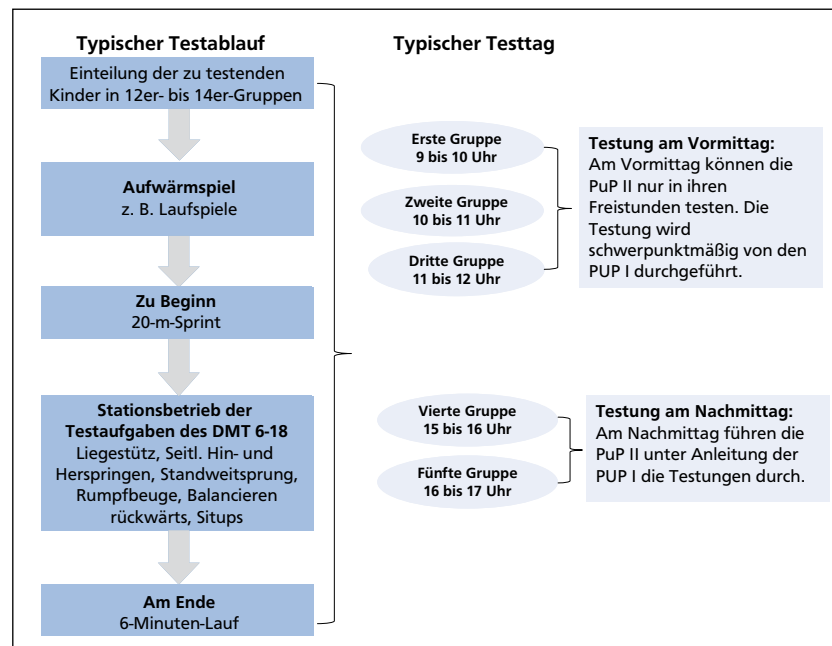 Typischer Testablauf
Einteilung der zu testenden
Kinder in 12er- bis 14er-Gruppen
Aufwärmspiel
z. B. Laufspiele
Zu Beginn
20-m-Sprint
Stationsbetrieb der
Testaufgaben des DMT 6-18
Liegestütz, Seitl. Hin- und
Herspringen, Standweitsprung,
Rumpfbeuge, Balancieren
rückwärts, Situps
Am Ende
6-Minuten-Lauf
Typischer Testtag
Erste Gruppe
9 bis 10 Uhr
Zweite Gruppe
10 bis 11 Uhr
Dritte Gruppe
11 bis 12 Uhr
Testung am Vormittag:
Am Vormittag können die
PuP II nur in ihren
Freistunden testen. Die
Testung wird
schwerpunktmäßig von den
PUP I durchgeführt.
Vierte Gruppe
15 bis 16 Uhr
Fünfte Gruppe
16 bis 17 Uhr
Testung am Nachmittag:
Am Nachmittag führen die
PuP II unter Anleitung der
PUP I die Testungen durch.